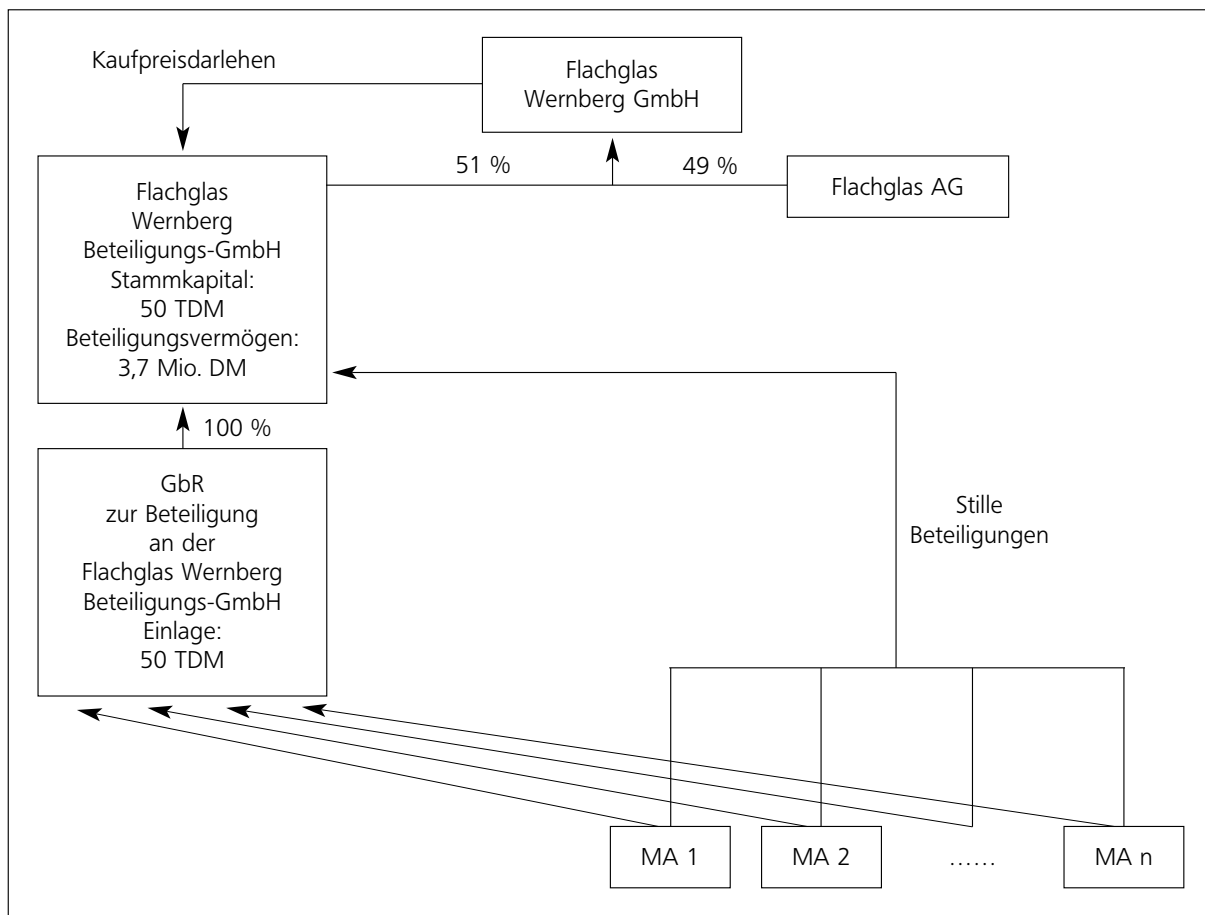 Kaufpreisdarlehen
Flachglas
Wernberg GmbH
51 %
49 %
Flachglas AG
Flachglas
Wernberg
Beteiligungs-GmbH
Stammkapital:
50 TDM
Beteiligungsvermögen:
3,7 Mio. DM
100 %
GbR
zur Beteiligung
an der
Flachglas Wernberg
Beteiligungs-GmbH
Einlage:
50 TDM
Stille
Beteiligungen
MA 1
MA 2
......
MA n